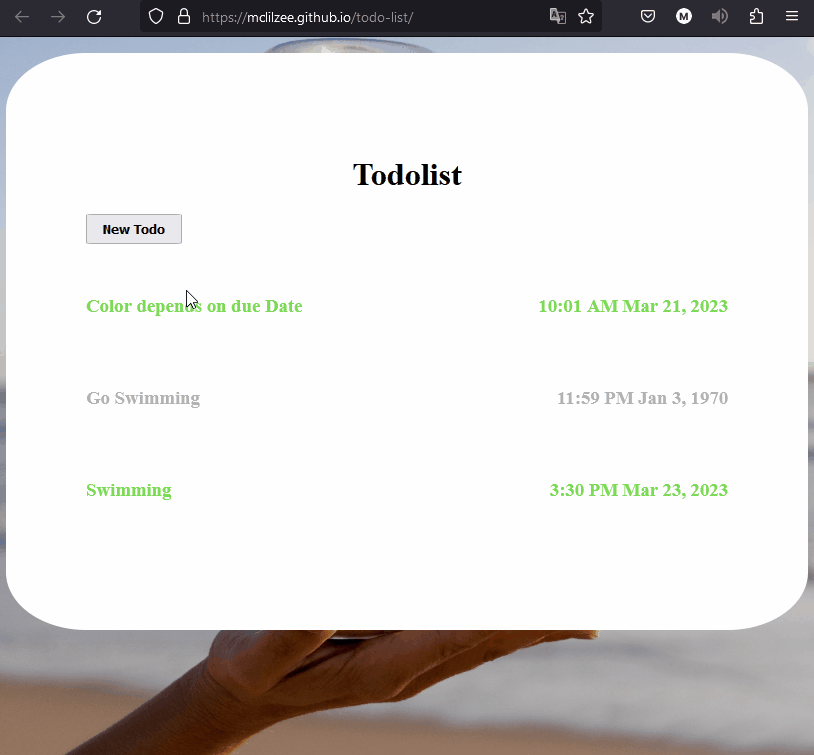 https://mclilzee.github.io/todo-list/
M
Todolist
New Todo
Color depends on due Date 10:01 AM Mar 21, 2023
Go Swimming 11:59 PM Jan 3, 1970
Swimming 3:30 PM Mar 23, 2023